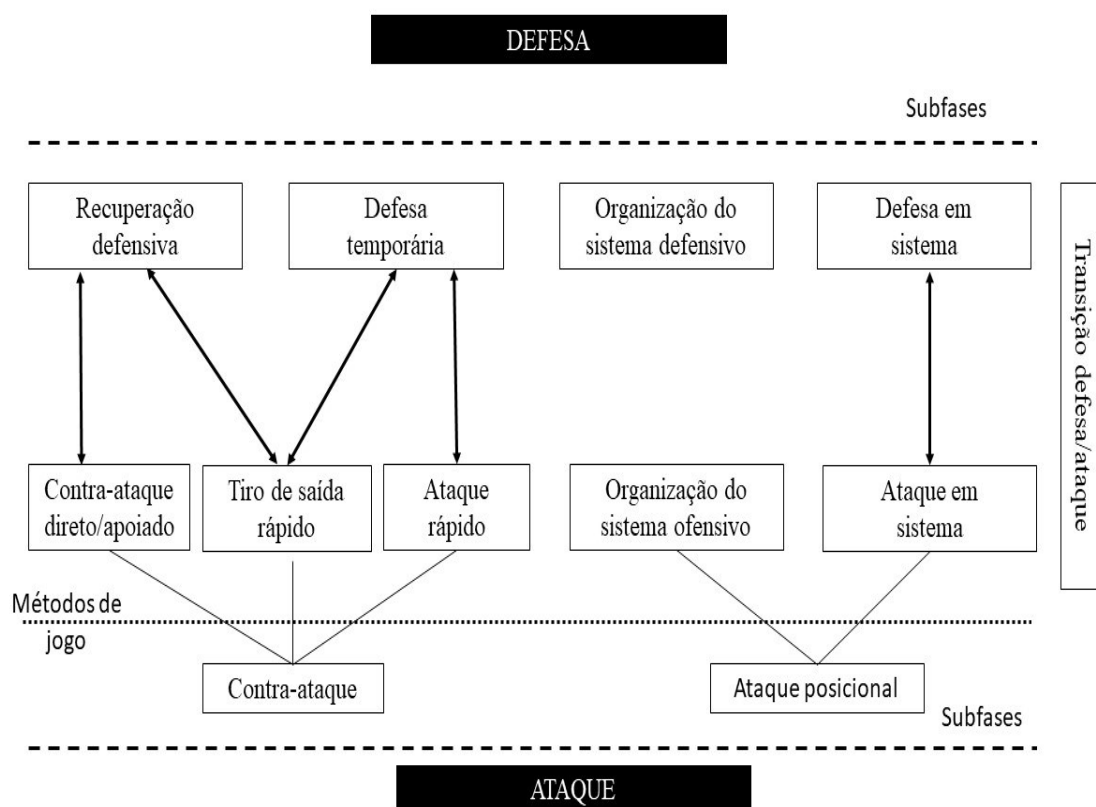 DEFESA
Subfases
Recuperação
defensiva
Defesa
temporária
Organização do
sistema defensivo
Defesa em
sistema
Transição defesa/ataque
Contra-ataque
direto/apoiado
Tiro de saída
rápido
Ataque
rápido
Organização do
sistema ofensivo
Ataque em
sistema
Métodos de
jogo
Contra-ataque
Ataque posicional
Subfases
ATAQUE